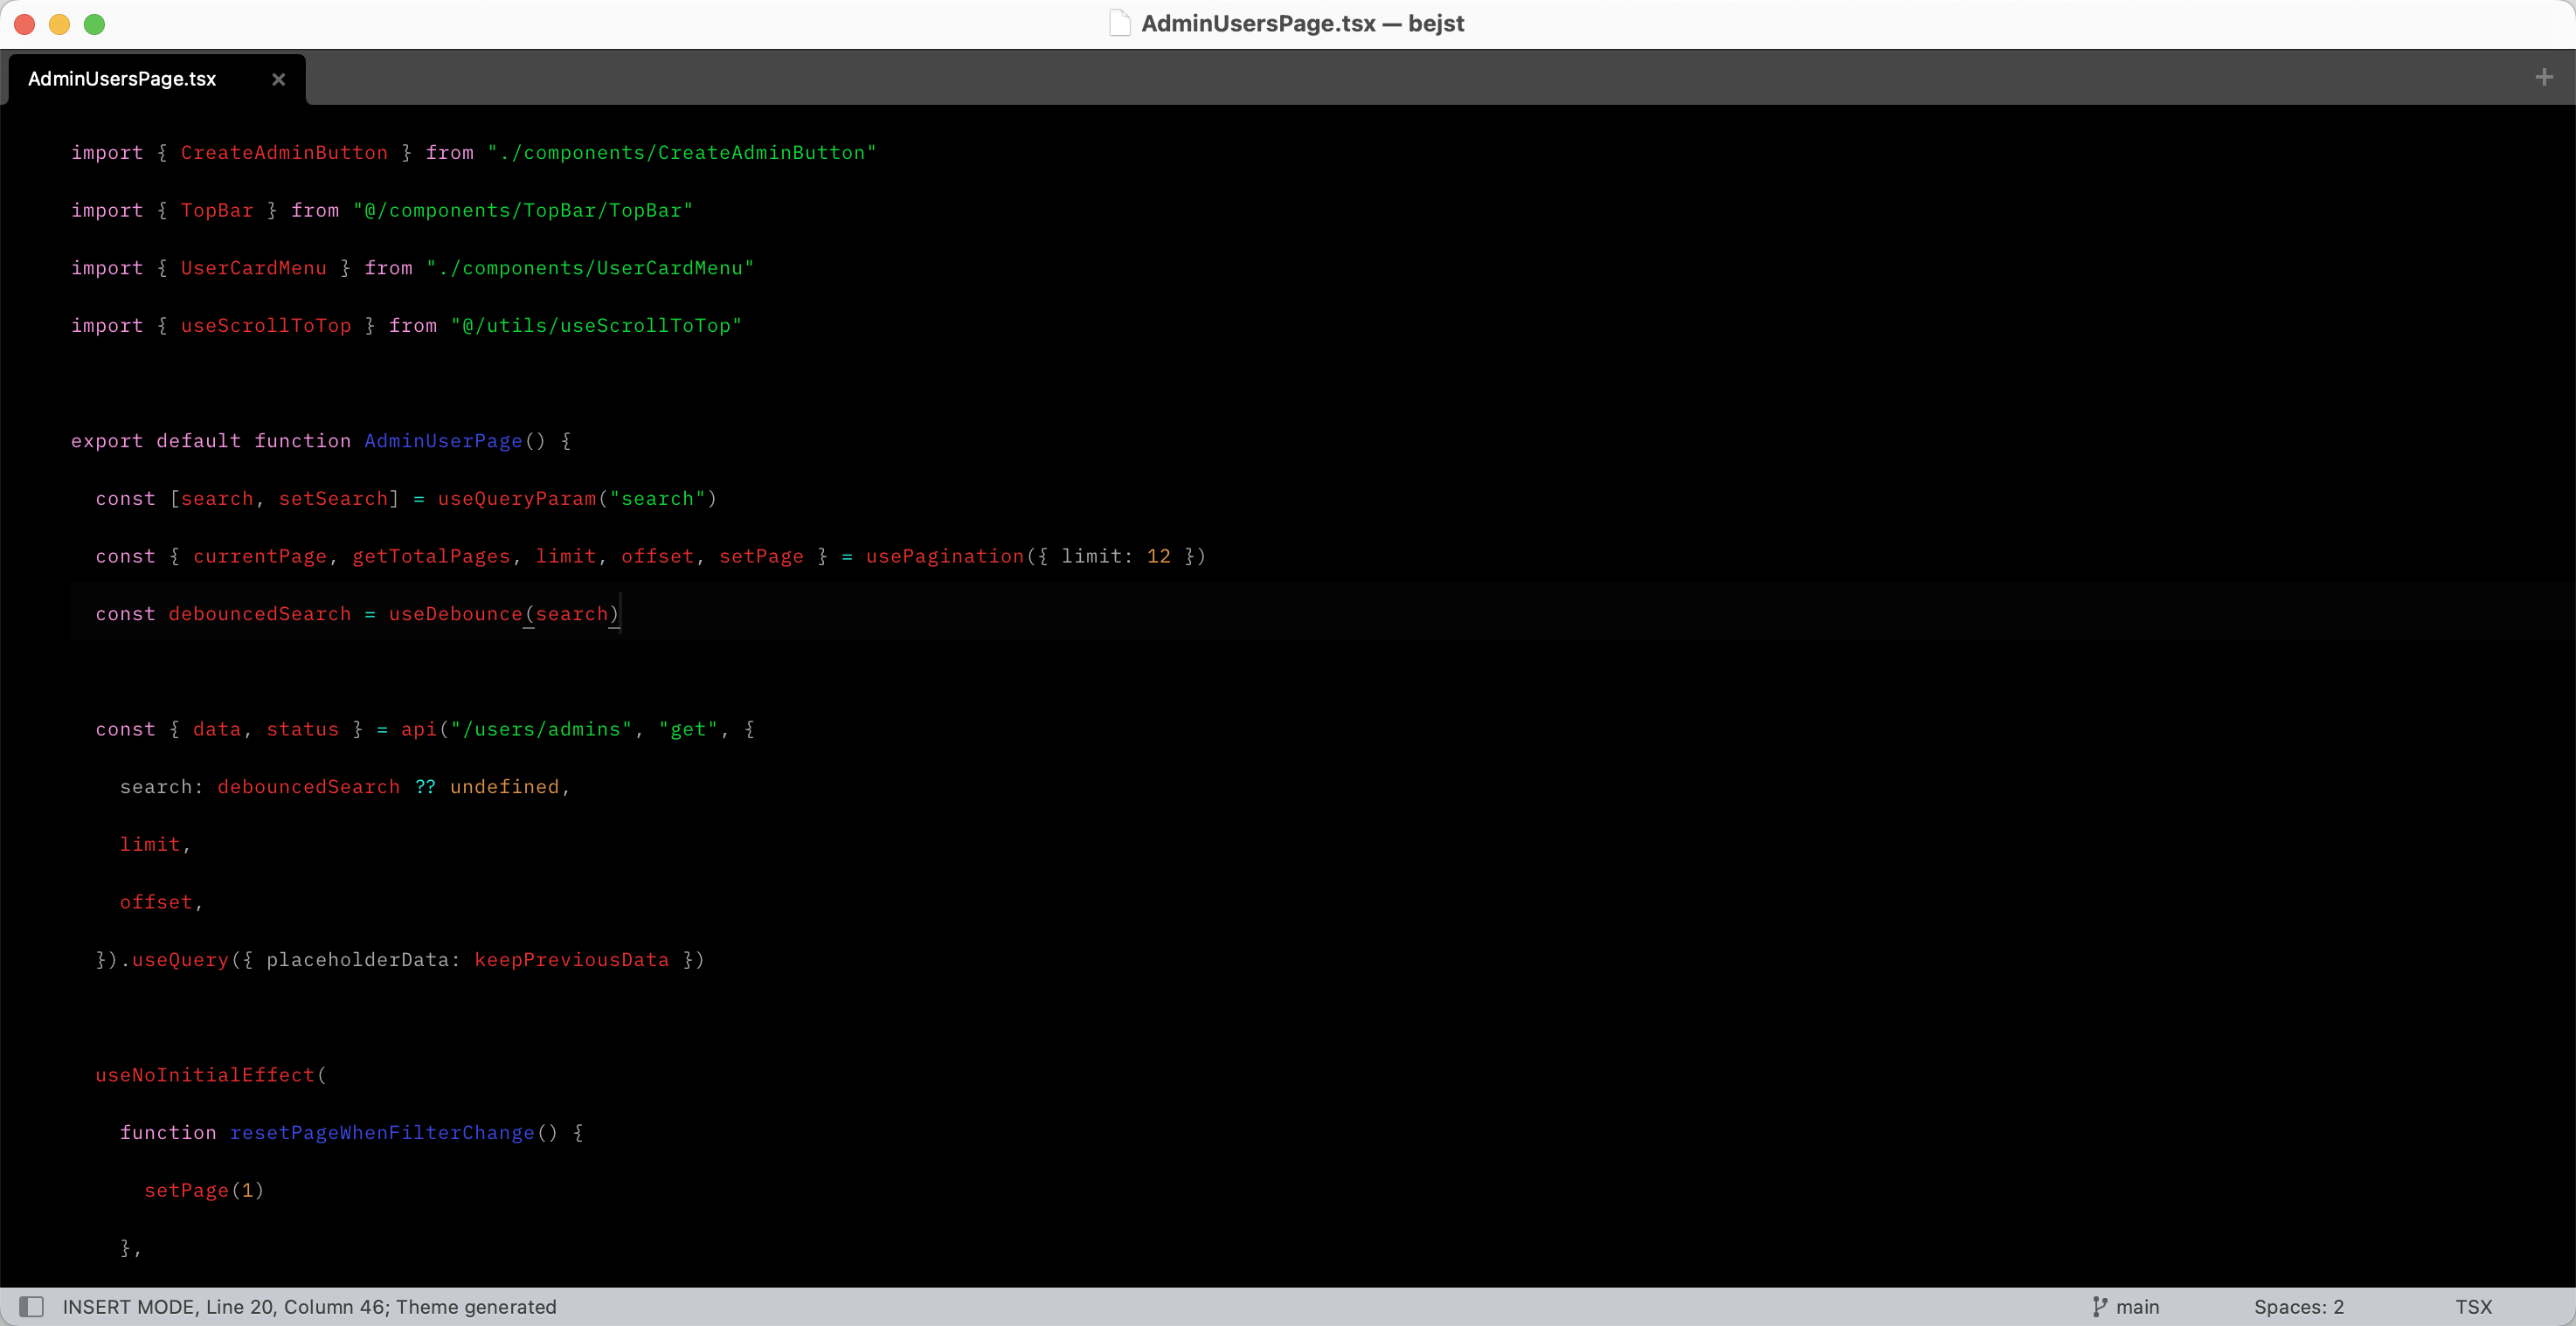 AdminUsersPage.tsx — bejst
AdminUsersPage.tsx
import { CreateAdminButton } from "./components/CreateAdminButton"
import { TopBar } from "@/components/TopBar/TopBar"
import { UserCardMenu } from "./components/UserCardMenu"
import { useScrollToTop } from "@/utils/useScrollToTop"
export default function AdminUserPage() {
  const [search, setSearch] = useQueryParam("search")
  const { currentPage, getTotalPages, limit, offset, setPage } = usePagination({ limit: 12 })
  const debouncedSearch = useDebounce(search)
  const { data, status } = api("/users/admins", "get", {
    search: debouncedSearch ?? undefined,
    limit,
    offset,
  }).useQuery({ placeholderData: keepPreviousData })
  useNoInitialEffect(
    function resetPageWhenFilterChange() {
      setPage(1)
    },
INSERT MODE, Line 20, Column 46; Theme generated
main
Spaces: 2
TSX